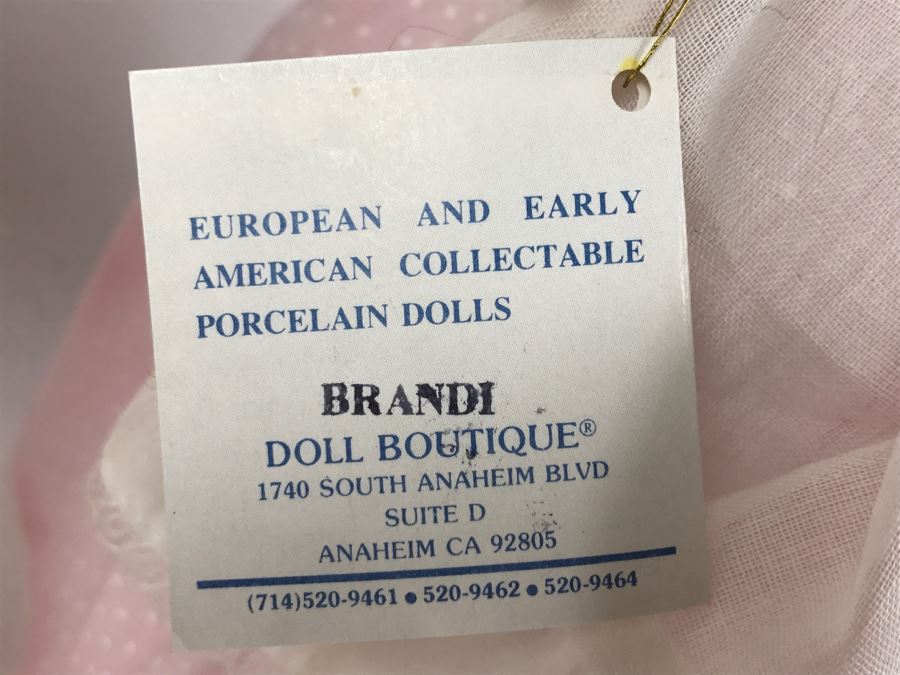 EUROPEAN AND EARLY
AMERICAN COLLECTABLE
PORCELAIN DOLLS
BRANDI
DOLL BOUTIQUE®
1740 SOUTH ANAHEIM BLVD
SUITE D
ANAHEIM CA 92805
(714)520-9461 • 520-9462 • 520-9464